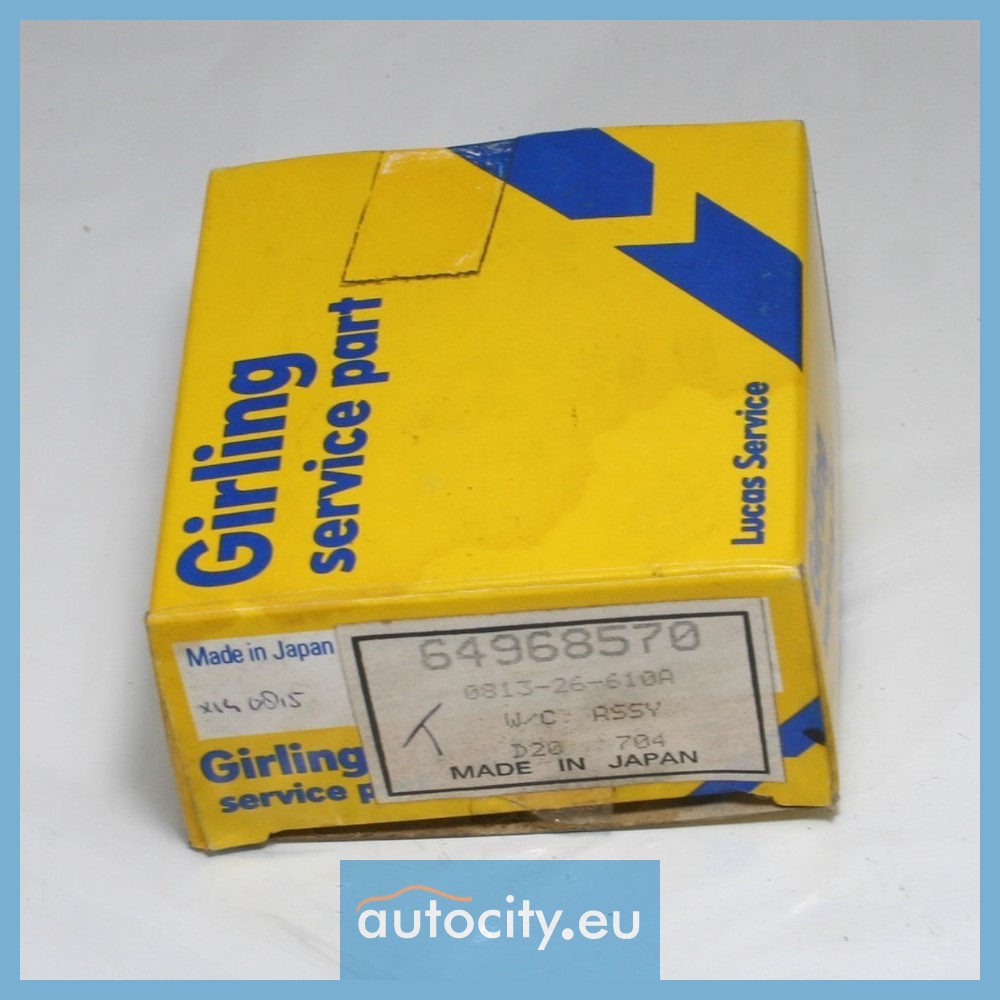 Girling
service part
Lucas Service
Made in Japan
64968570
0813-26-610A
W/C ASSY
D20 704
MADE IN JAPAN
Girling
service p
autocity.eu